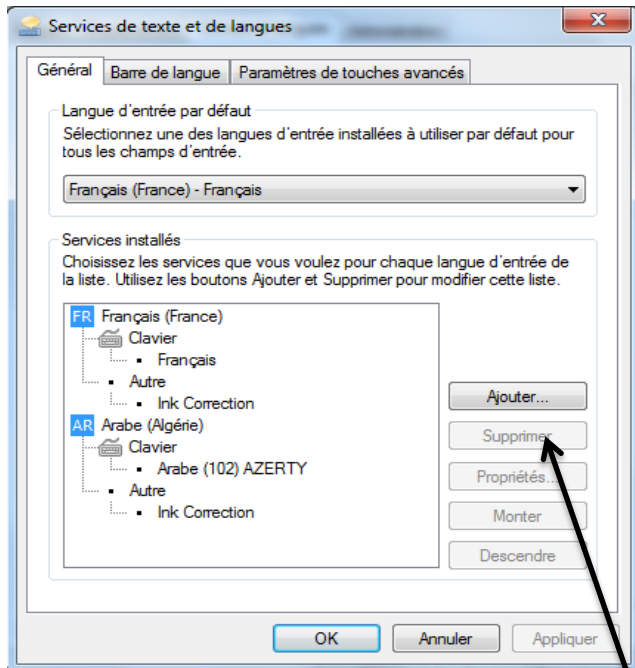 Services de texte et de langues
Général Barre de langue Paramètres de touches avancés
Langue d'entrée par défaut
Sélectionnez une des langues d'entrée installées à utiliser par défaut pour
tous les champs d'entrée.
Français (France) - Français
Services installés
Choisissez les services que vous voulez pour chaque langue d'entrée de
la liste. Utilisez les boutons Ajouter et Supprimer pour modifier cette liste.
FR Français (France)
Clavier
Français
Autre
Ink Correction
AR Arabe (Algérie)
Clavier
Arabe (102) AZERTY
Autre
Ink Correction
Ajouter...
Supprimer
Propriétés...
Monter
Descendre
OK Annuler Appliquer